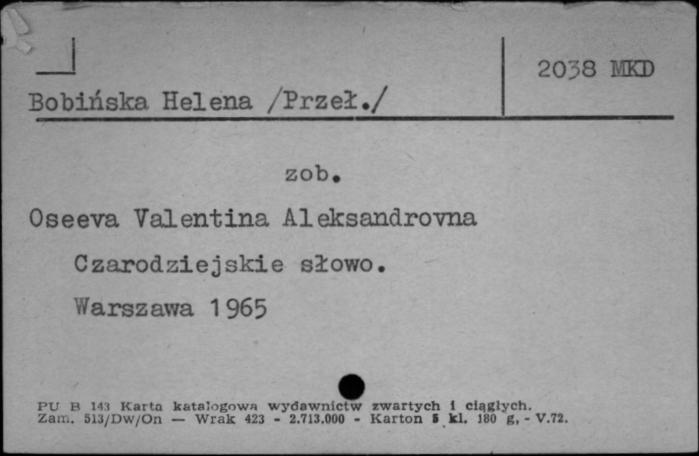 2038 MKD
Bobińska Helena /Przeł./
zob.
Oseeva Valentina Aleksandrovna
Czarodziejskie słowo.
Warszawa 1965
PU B 143 Karta katalogowa wydawnictw zwartych i ciągłych.
Zam. 513/Dw/On — Wrak 423 - 2.713.000 - Karton 5 kl. 180 g, - V.72.